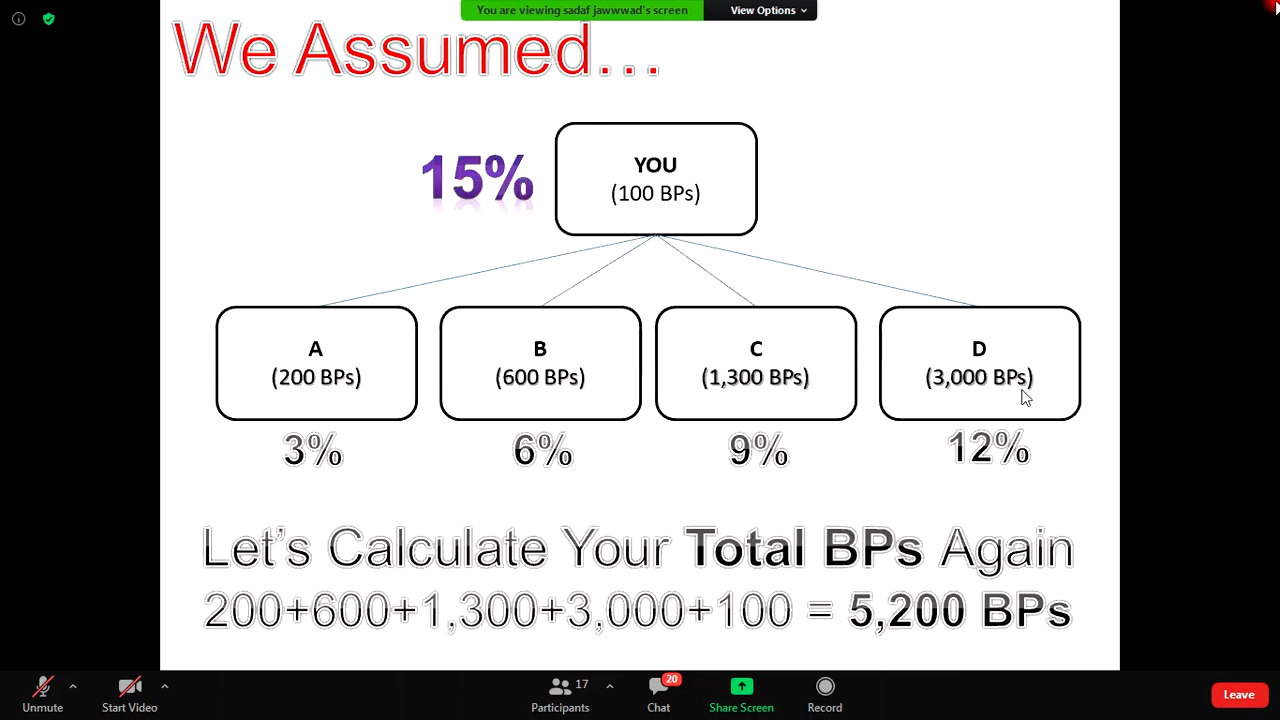 You are viewing sadaf jawwwad's screen
View Options
We Assumed...
15%
YOU
(100 BPs)
A
(200 BPs)
B
(600 BPs)
C
(1,300 BPs)
D
(3,000 BPs)
3%
6%
9%
12%
Let's Calculate Your Total BPs Again
200+600+1,300+3,000+100 = 5,200 BPs
Unmute
Start Video
17
Participants
20
Chat
Share Screen
Record
Leave